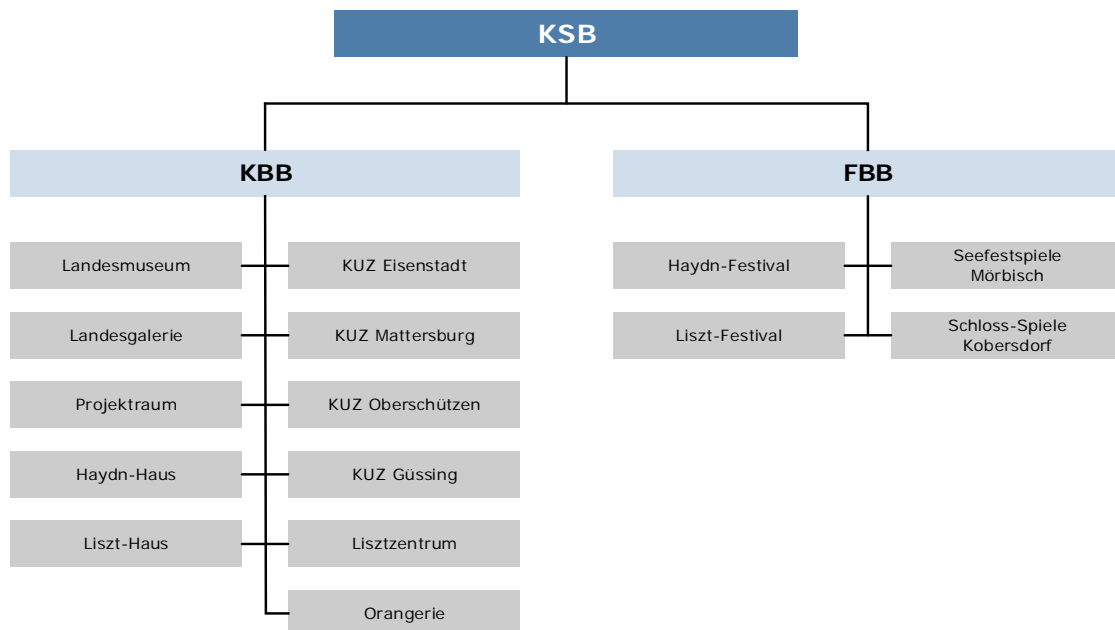 KSB
KBB
FBB
Landesmuseum
KUZ Eisenstadt
Haydn-Festival
Seefestspiele
Mörbisch
Landesgalerie
KUZ Mattersburg
Liszt-Festival
Schloss-Spiele
Kobersdorf
Projektraum
KUZ Oberschützen
Haydn-Haus
KUZ Güssing
Liszt-Haus
Lisztzentrum
Orangerie